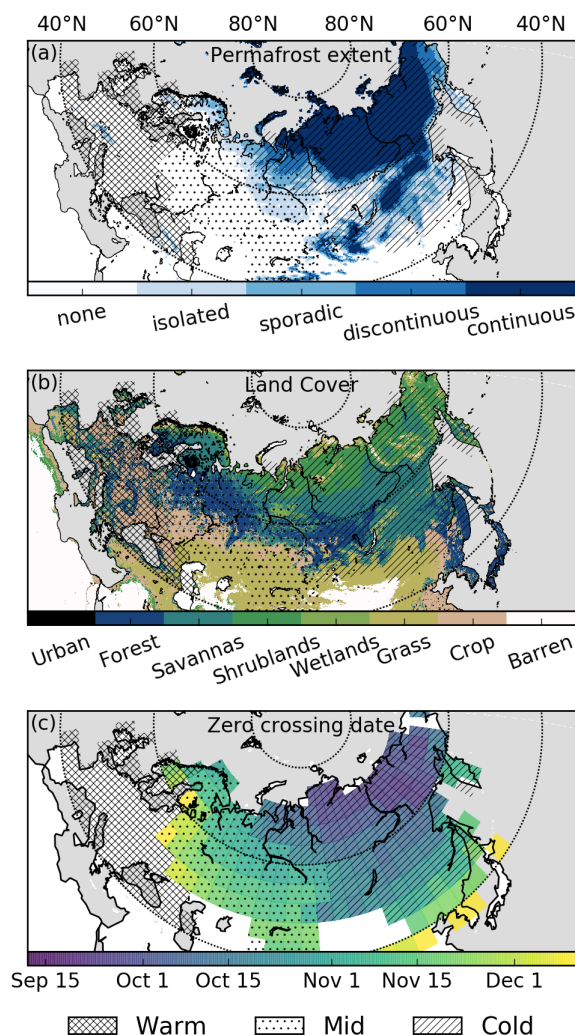 40°N 60°N 80°N 80°N 60°N 40°N
(a) Permafrost extent
none isolated sporadic discontinuous continuous
(b) Land Cover
Urban Forest Savannas Shrublands Wetlands Grass Crop Barren
(c) Zero crossing date
Sep 15 Oct 1 Oct 15 Nov 1 Nov 15 Dec 1
Warm Mid Cold